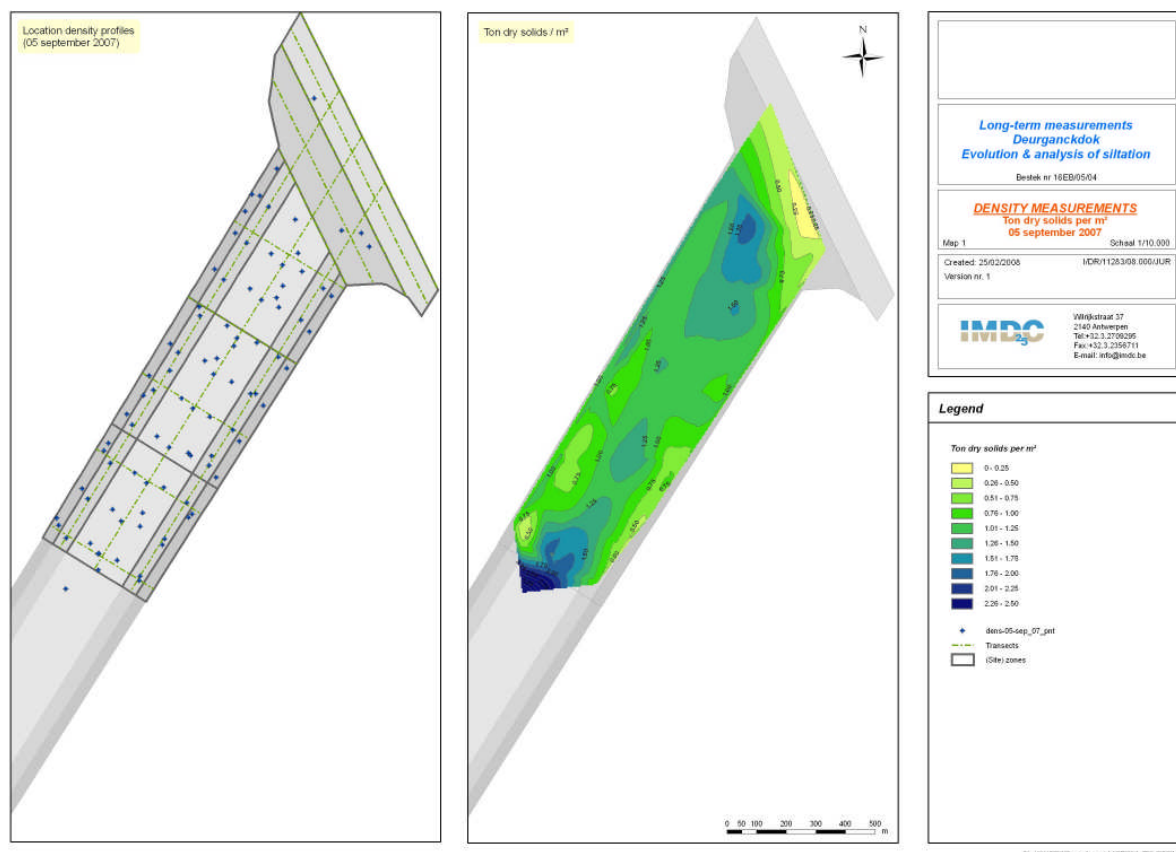 Location density profiles
(05 september 2007)
Ton dry solids / m²
N
0 50 100 200 300 400 500
m
Long-term measurements
Deurganckdok
Evolution & analysis of siltation
Bestek nr 16EB/05/04
DENSITY MEASUREMENTS
Ton dry solids per m²
05 september 2007
Map 1 Schaal 1/10.000
Created: 25/02/2008 I/DR/11283/08.000/JUR
Version nr. 1
IMDC
25
Wilrijkstraat 37
2140 Antwerpen
Tel:+32.3.2709295
Fax:+32.3.2356711
E-mail: info@imdc.be
Legend
Ton dry solids per m²
0 - 0.25
0.26 - 0.50
0.51 - 0.75
0.76 - 1.00
1.01 - 1.25
1.26 - 1.50
1.51 - 1.75
1.76 - 2.00
2.01 - 2.25
2.26 - 2.50
dens-05-sep_07_pnt
Transects
(Site) zones